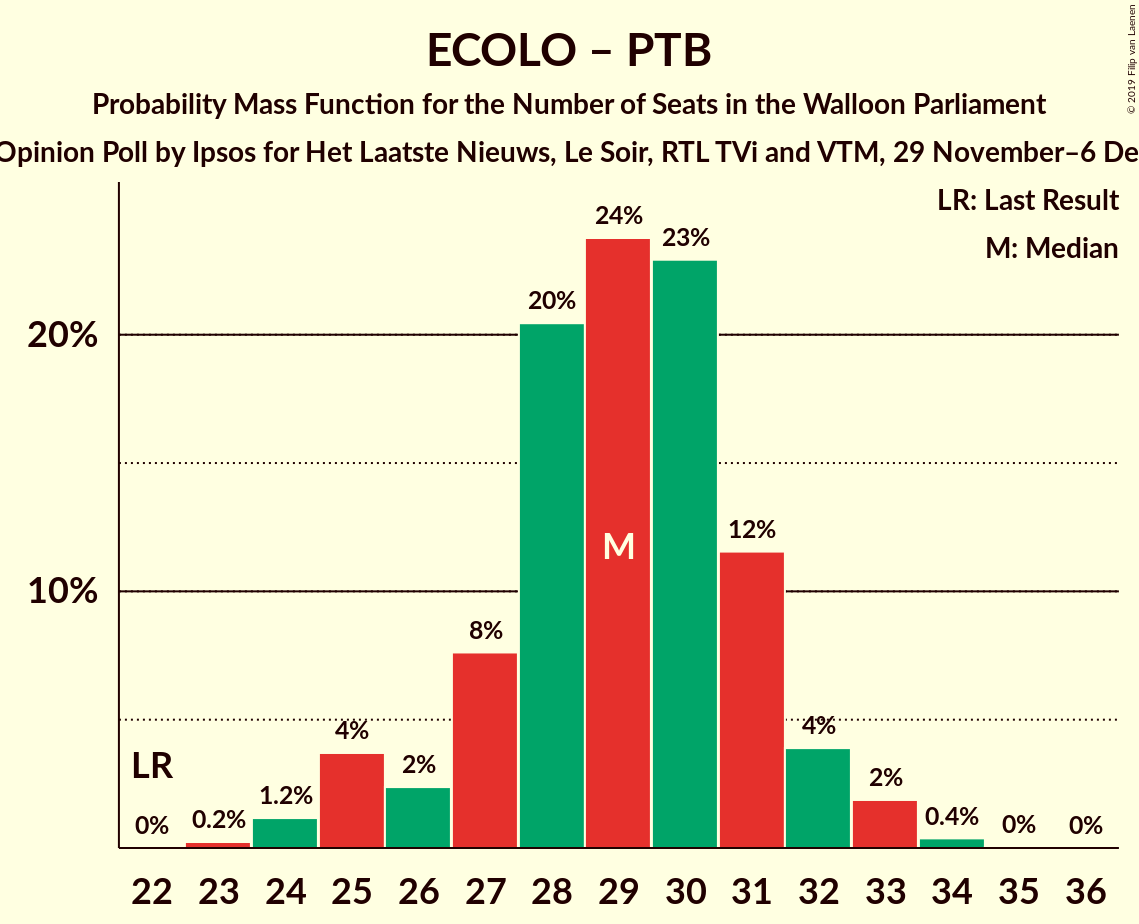 ECOLO – PTB
Probability Mass Function for the Number of Seats in the Walloon Parliament
Opinion Poll by Ipsos for Het Laatste Nieuws, Le Soir, RTL TVi and VTM, 29 November–6 De
© 2019 Filip van Laenen
LR: Last Result
M: Median
20%
10%
LR
0%
0.2%
1.2%
4%
2%
8%
20%
24%
M
23%
12%
4%
2%
0.4%
0%
0%
22 23 24 25 26 27 28 29 30 31 32 33 34 35 36